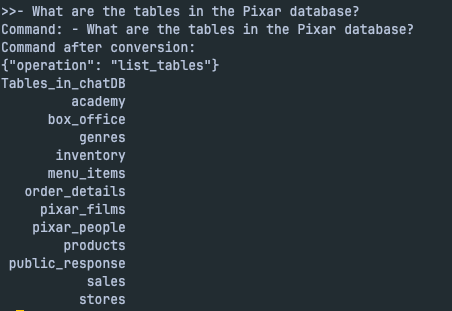 >>- What are the tables in the Pixar database?
Command: - What are the tables in the Pixar database?
Command after conversion:
{"operation": "list_tables"}
Tables_in_chatDB
academy
box_office
genres
inventory
menu_items
order_details
pixar_films
pixar_people
products
public_response
sales
stores